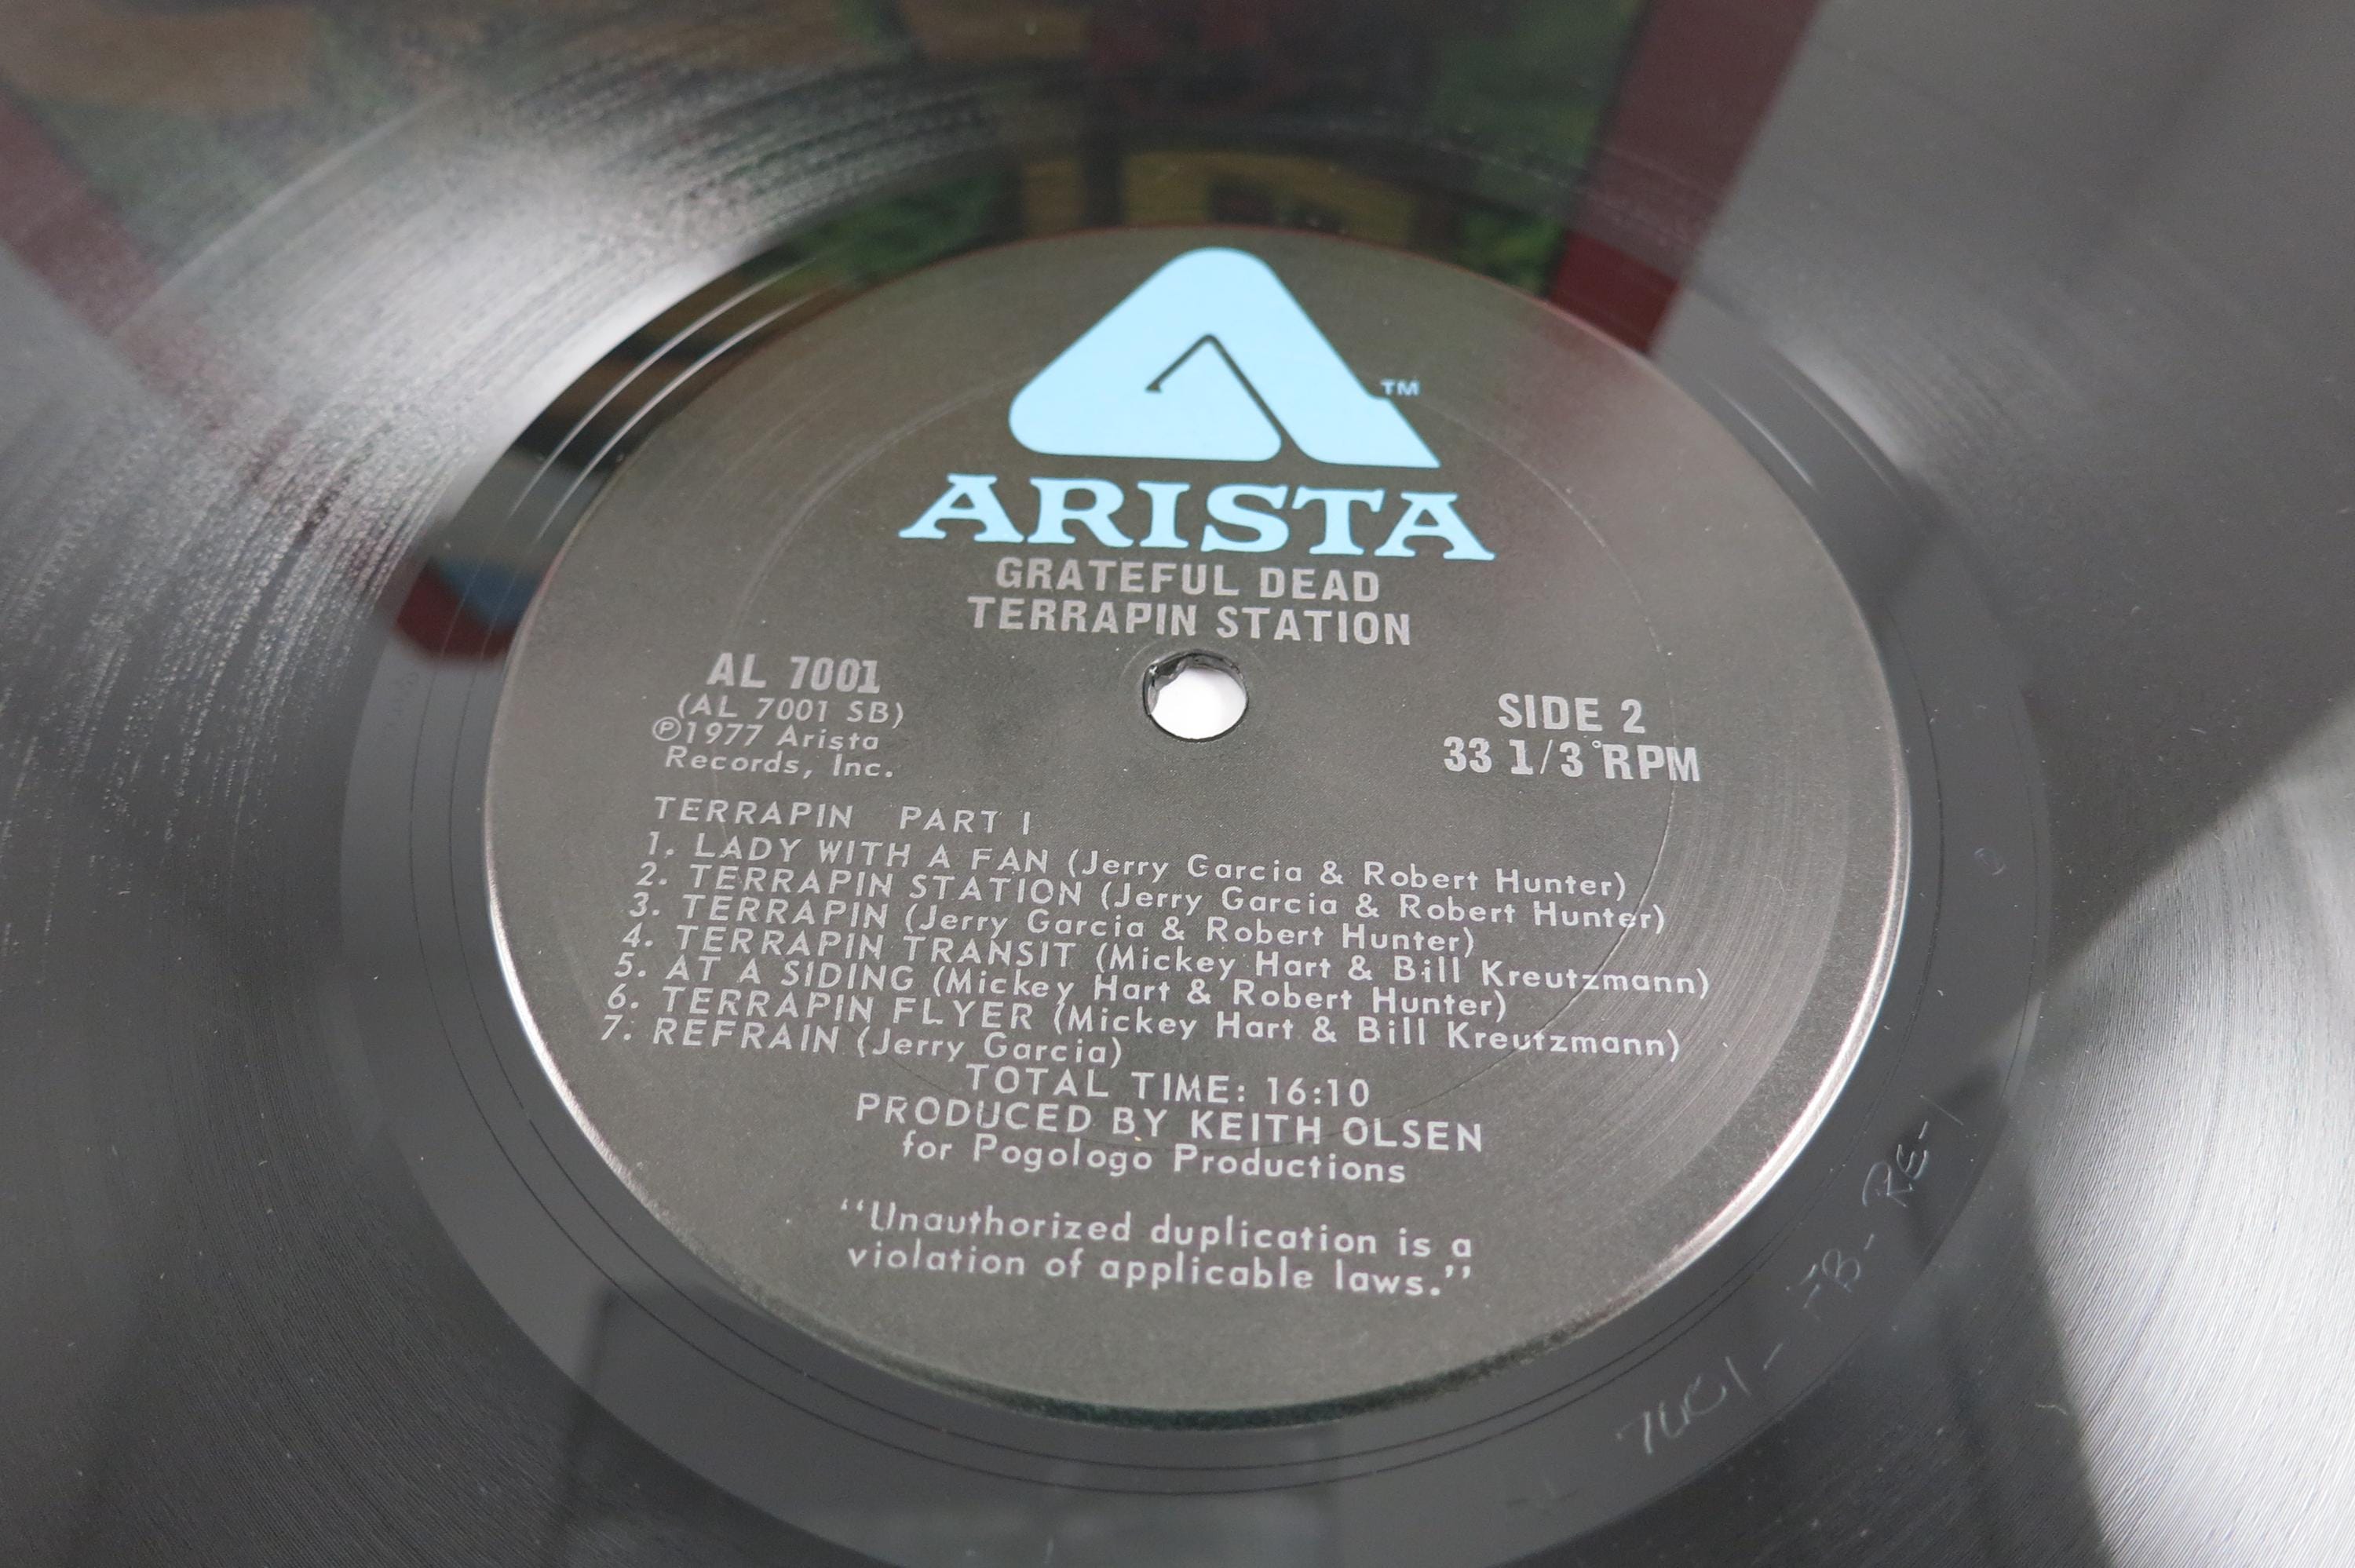 TM
ARISTA
GRATEFUL DEAD
TERRAPIN STATION
AL 7001
(AL 7001 SB)
Ⓟ1977 Arista
Records, Inc.
SIDE 2
33 1/3 RPM
TERRAPIN PART I
1. LADY WITH A FAN (Jerry Garcia & Robert Hunter)
2. TERRAPIN STATION (Jerry Garcia & Robert Hunter)
3. TERRAPIN (Jerry Garcia & Robert Hunter)
4. TERRAPIN TRANSIT (Mickey Hart & Bill Kreutzmann)
5. AT A SIDING (Mickey Hart & Robert Hunter)
6. TERRAPIN FLYER (Mickey Hart & Bill Kreutzmann)
7. REFRAIN (Jerry Garcia)
TOTAL TIME: 16:10
PRODUCED BY KEITH OLSEN
for Pogologo Productions
“Unauthorized duplication is a
violation of applicable laws.”